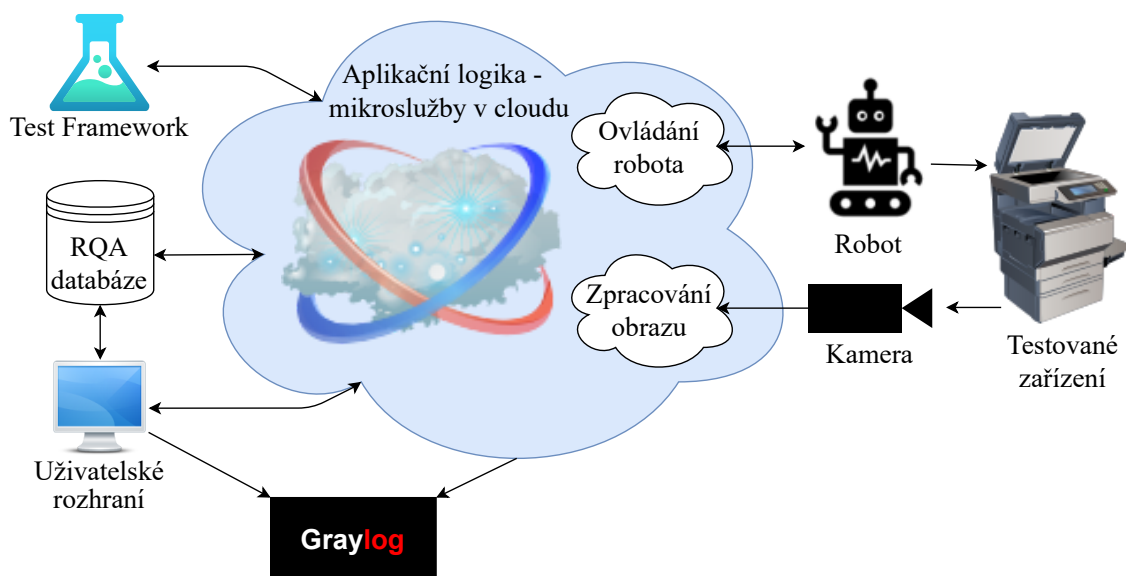 Test Framework
Aplikační logika -
mikroslužby v cloudu
Ovládání
robota
Robot
RQA
databáze
Zpracování
obrazu
Kamera
Testované
zařízení
Uživatelské
rozhraní
Graylog